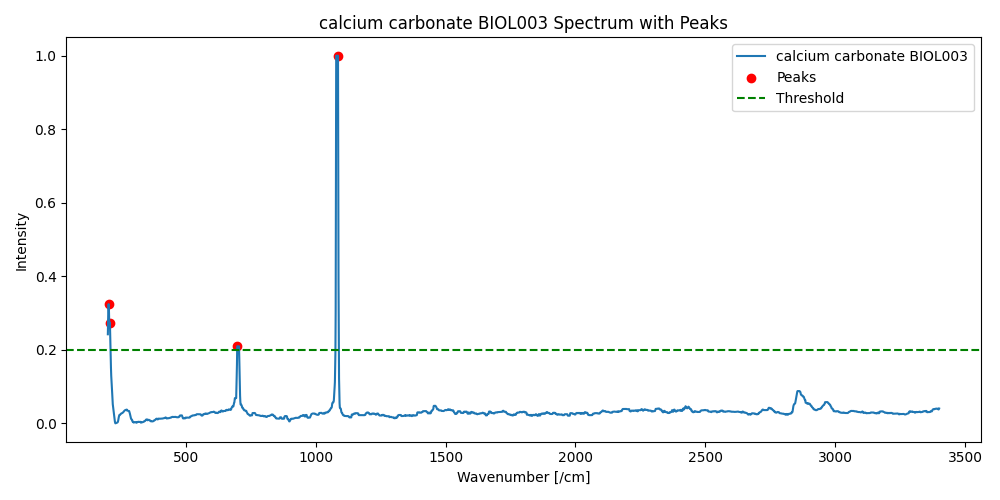 calcium carbonate BIOL003 Spectrum with Peaks
calcium carbonate BIOL003
Peaks
Threshold
Intensity
1.0
0.8
0.6
0.4
0.2
0.0
500 1000 1500 2000 2500 3000 3500
Wavenumber [/cm]